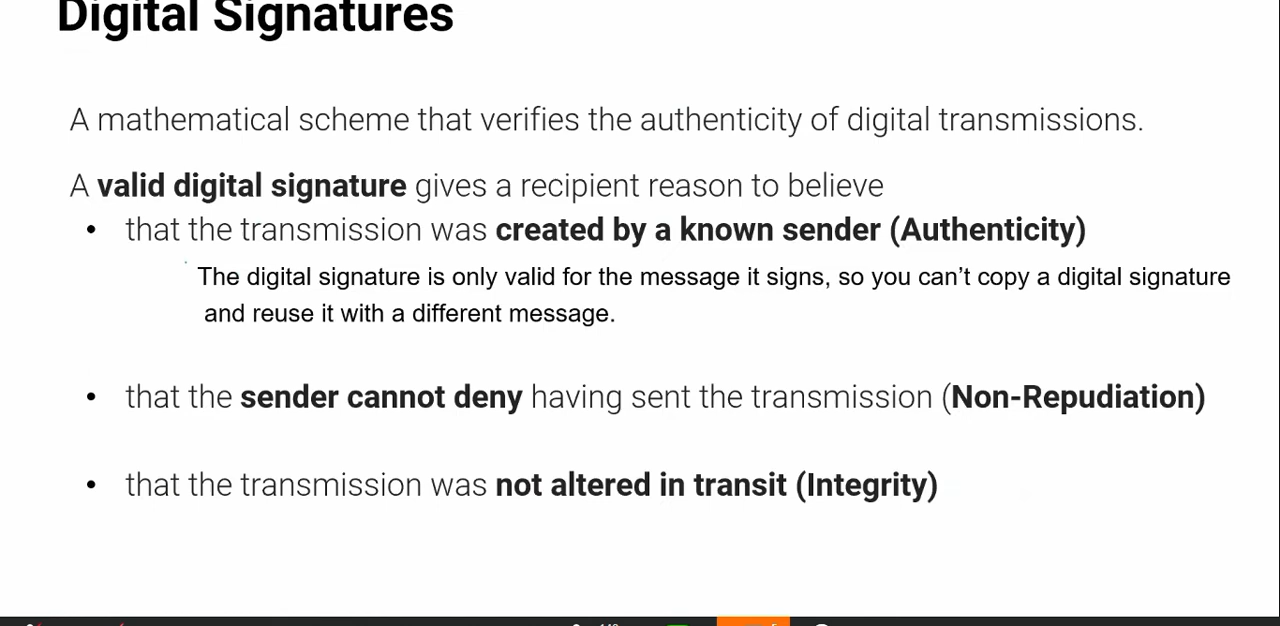 Digital Signatures
A mathematical scheme that verifies the authenticity of digital transmissions.
A valid digital signature gives a recipient reason to believe
• that the transmission was created by a known sender (Authenticity)
The digital signature is only valid for the message it signs, so you can’t copy a digital signature
and reuse it with a different message.
• that the sender cannot deny having sent the transmission (Non-Repudiation)
• that the transmission was not altered in transit (Integrity)